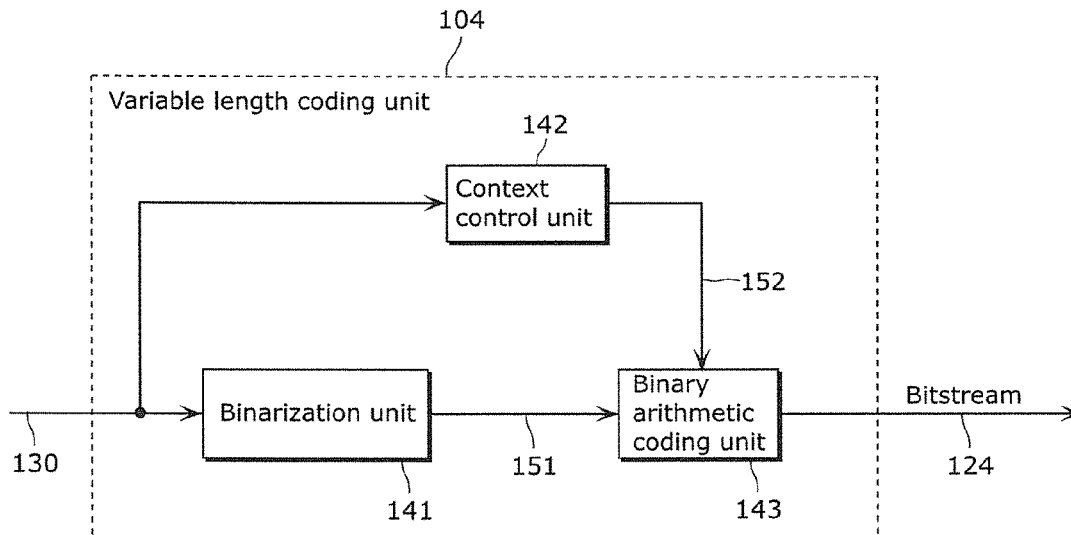 104
Variable length coding unit
142
Context
control unit
152
Binarization unit
Binary
arithmetic
coding unit
Bitstream
130
151
124
141
143